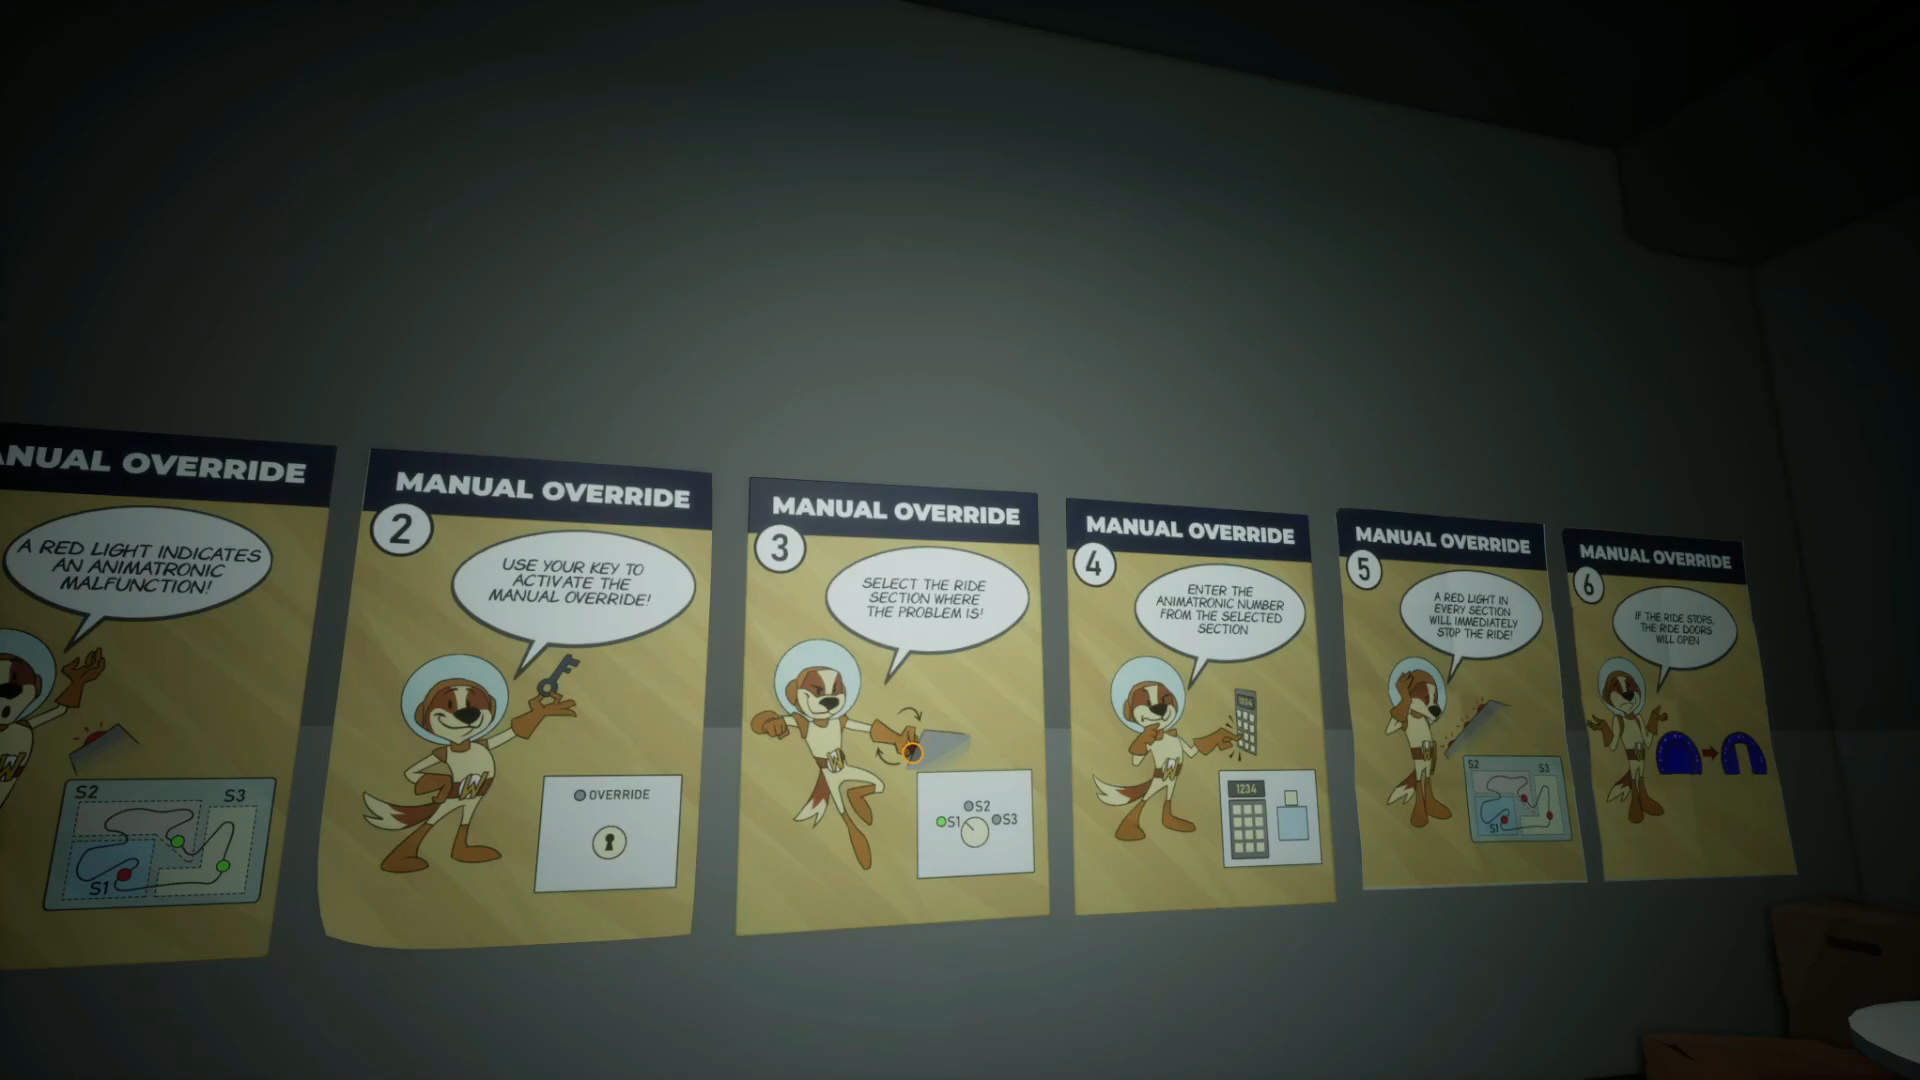 ANUAL OVERRIDE
A RED LIGHT INDICATES
AN ANIMATRONIC
MALFUNCTION!
S2
S3
S1
MANUAL OVERRIDE
2
USE YOUR KEY TO
ACTIVATE THE
MANUAL OVERRIDE!
W
OVERRIDE
MANUAL OVERRIDE
3
SELECT THE RIDE
SECTION WHERE
THE PROBLEM IS!
W
S2
S1
S3
MANUAL OVERRIDE
4
ENTER THE
ANIMATRONIC NUMBER
FROM THE SELECTED
SECTION
1234
W
1234
MANUAL OVERRIDE
5
A RED LIGHT IN
EVERY SECTION
WILL IMMEDIATELY
STOP THE RIDE!
W
S2
S3
S1
MANUAL OVERRIDE
6
IF THE RIDE STOPS,
THE RIDE DOORS
WILL OPEN
W